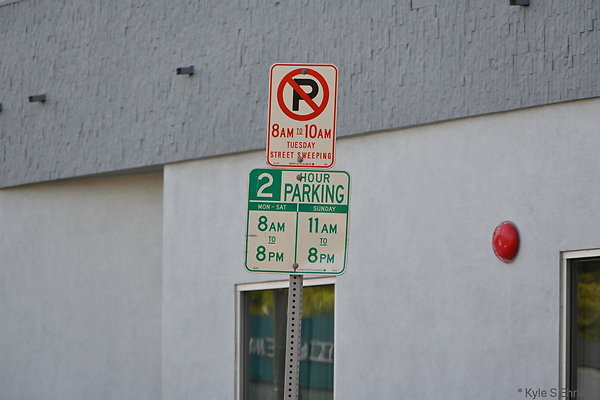 P
8AM TO 10AM
TUESDAY
STREET SWEEPING
2 HOUR PARKING
MON-SAT
8AM
TO
8PM
SUNDAY
11AM
TO
8PM
© Kyle S